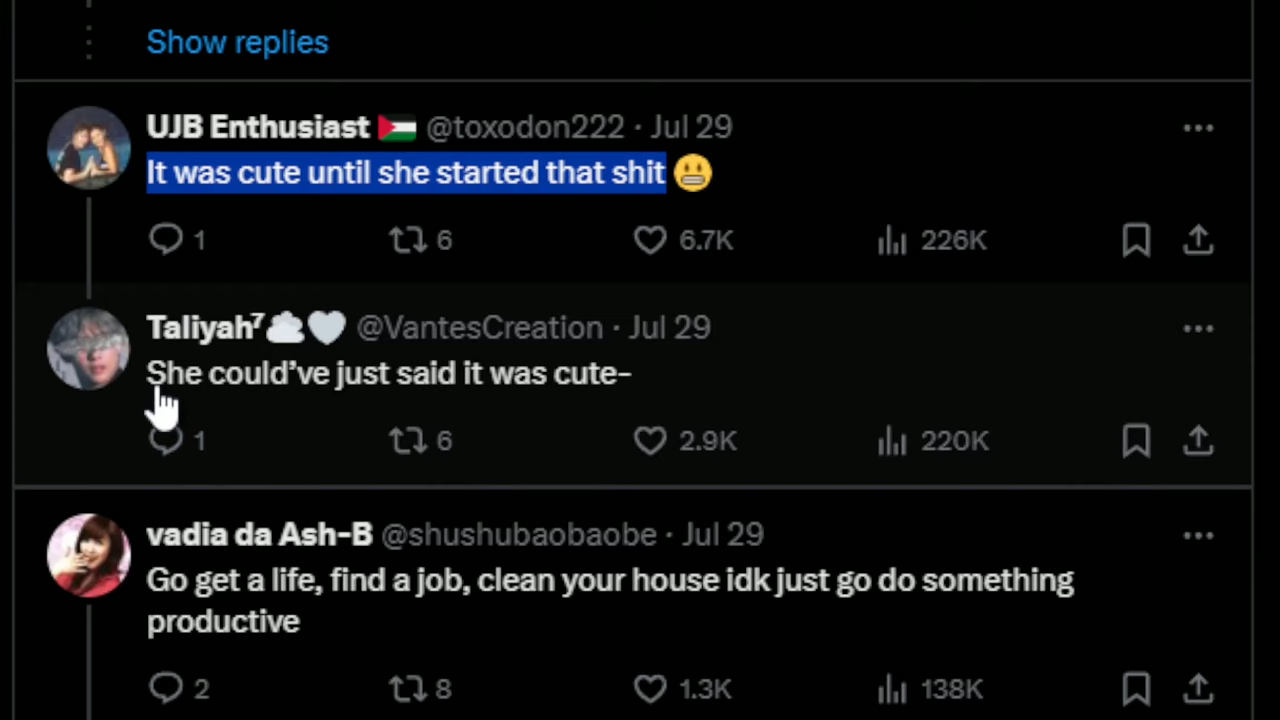 Show replies
UJB Enthusiast 🇵🇸 @toxodon222 · Jul 29
It was cute until she started that shit 😬
1 6 6.7K 226K
Taliyah⁷☁️🤍 @VantesCreation · Jul 29
She could've just said it was cute-
1 6 2.9K 220K
vadia da Ash-B @shushubaobaobe · Jul 29
Go get a life, find a job, clean your house idk just go do something
productive
2 8 1.3K 138K